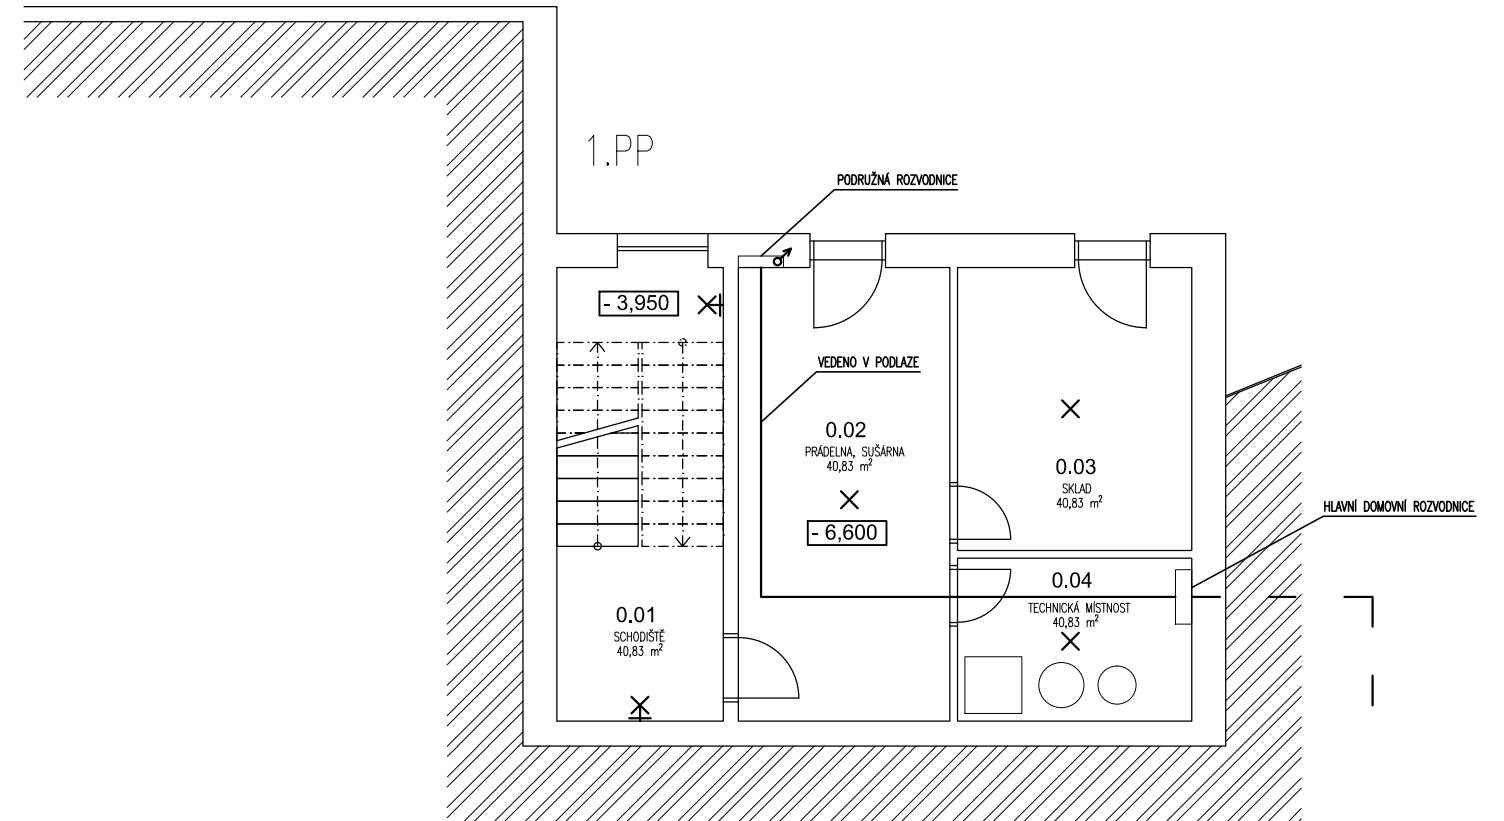 1.PP
PODRUŽNÁ ROZVODNICE
- 3,950
VEDENO V PODLAZE
0.02
PRÁDELNA, SUŠÁRNA
40,83 m²
- 6,600
0.03
SKLAD
40,83 m²
HLAVNÍ DOMOVNÍ ROZVODNICE
0.04
TECHNICKÁ MÍSTNOST
40,83 m²
0.01
SCHODIŠTĚ
40,83 m²